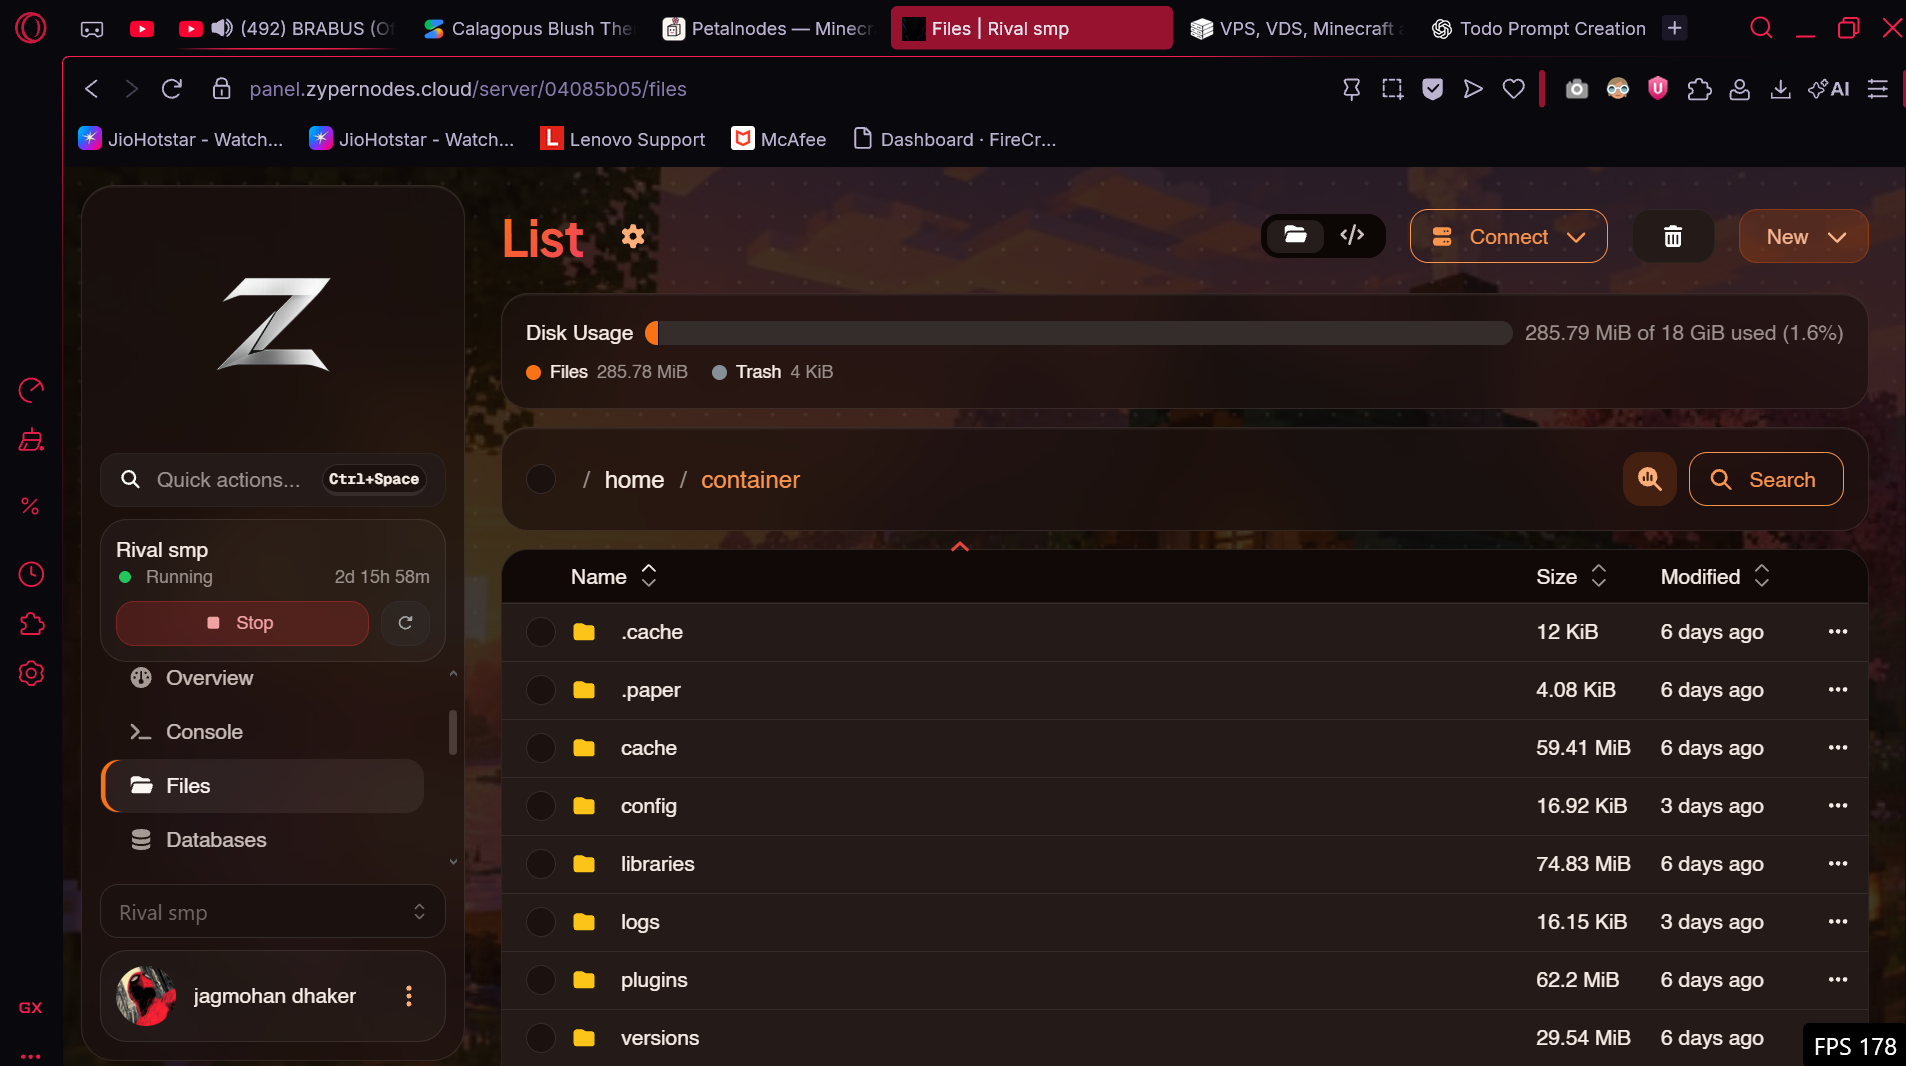 (492) BRABUS (O
Calagopus Blush The
Petalnodes — Minecr
Files | Rival smp
VPS, VDS, Minecraft a
Todo Prompt Creation
panel.zypernodes.cloud/server/04085b05/files
AI
JioHotstar - Watch...
JioHotstar - Watch...
Lenovo Support
McAfee
Dashboard · FireCr...
List
Connect
New
Disk Usage
285.79 MiB of 18 GiB used (1.6%)
Files 285.78 MiB
Trash 4 KiB
Quick actions...
Ctrl+Space
/ home / container
Search
Rival smp
Running
2d 15h 58m
Stop
Overview
Console
Files
Databases
Rival smp
jagmohan dhaker
Name
Size
Modified
.cache
12 KiB
6 days ago
.paper
4.08 KiB
6 days ago
cache
59.41 MiB
6 days ago
config
16.92 KiB
3 days ago
libraries
74.83 MiB
6 days ago
logs
16.15 KiB
3 days ago
plugins
62.2 MiB
6 days ago
versions
29.54 MiB
6 days ago
GX
FPS 178